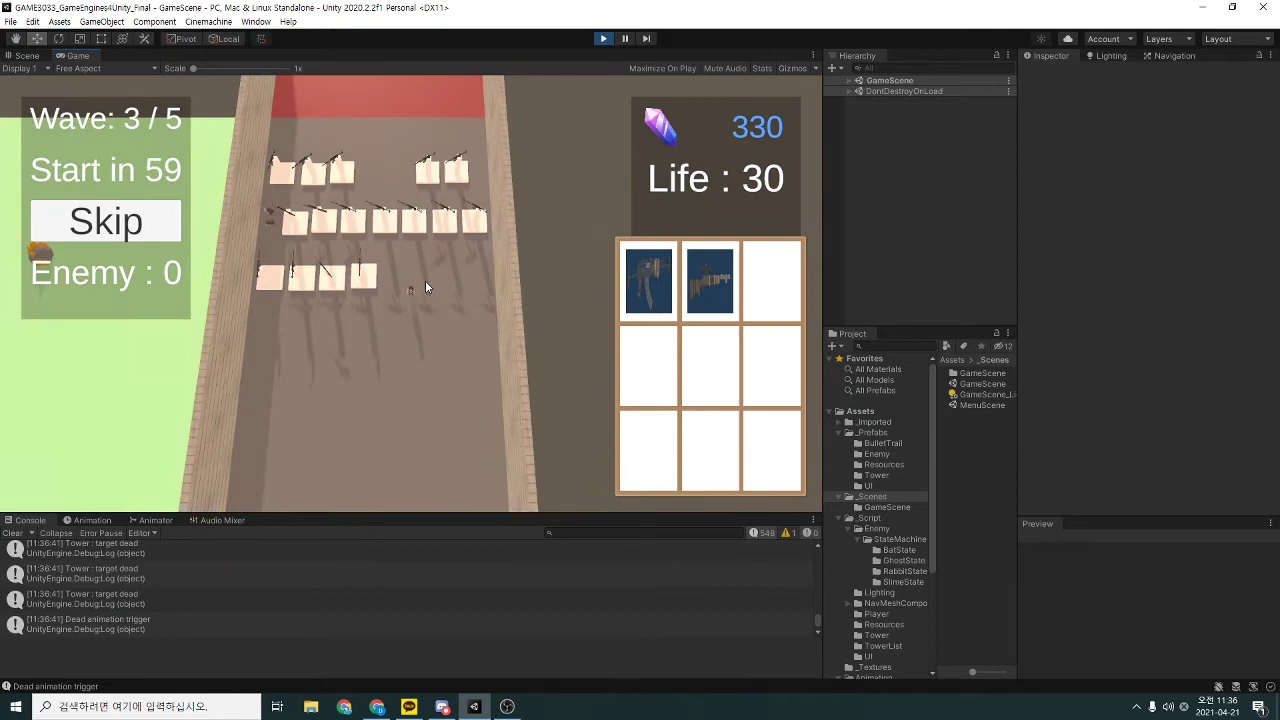 GAME3033_GameEngines4Unity_Final - GamScene - PC, Mac & Linux Standalone - Unity 2020.2.2f1 Personal <DX11>
File Edit Assets GameObject Component Window Help
Pivot Local Account Layers Layout
Scene Game
Display 1 Free Aspect Scale 1x Maximize On Play Mute Audio Stats Gizmos
Wave: 3 / 5
Start in 59
Skip
Enemy : 0
330
Life : 30
Hierarchy
All
GameScene
DontDestroyOnLoad
Inspector Lighting Navigation
Project
12
Favorites
All Materials
All Models
All Prefabs
Assets
_Imported
_Prefabs
BulletTrail
Enemy
Resources
Tower
UI
_Scenes
GameScene
_Script
Enemy
StateMachine
BatState
GhostState
RabbitState
SlimeState
Lighting
NavMeshCompo
Player
Resources
Tower
TowerList
UI
_Textures
Animation
Assets > _Scenes
GameScene
GameScene
GameScene_Li
MenuScene
Preview
Console Animation Animator Audio Mixer
Clear Collapse Error Pause Editor 548 1 0
[11:36:41] Tower : target dead
UnityEngine.Debug:Log (object)
[11:36:41] Tower : target dead
UnityEngine.Debug:Log (object)
[11:36:41] Tower : target dead
UnityEngine.Debug:Log (object)
[11:36:41] Dead animation trigger
UnityEngine.Debug:Log (object)
Dead animation trigger
검색하려면 여기에 입력하십시오.
TALK
오전 11:36
2021-04-21